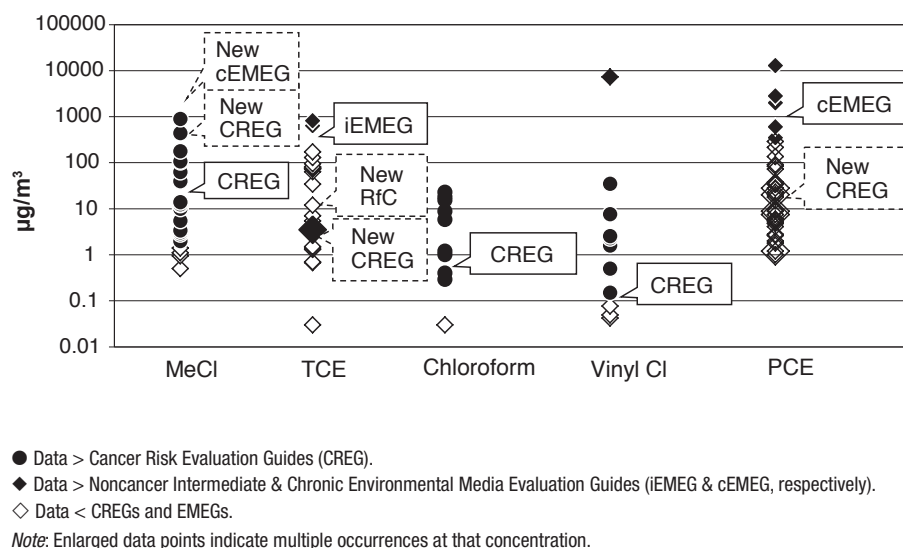 100000
10000
1000
100
10
1
0.1
0.01
µg/m³
New
cEMEG
New
CREG
CREG
iEMEG
New
RfC
New
CREG
CREG
CREG
cEMEG
New
CREG
MeCl
TCE
Chloroform
Vinyl Cl
PCE
● Data > Cancer Risk Evaluation Guides (CREG).
◆ Data > Noncancer Intermediate & Chronic Environmental Media Evaluation Guides (iEMEG & cEMEG, respectively).
◇ Data < CREGs and EMEGs.
Note: Enlarged data points indicate multiple occurrences at that concentration.